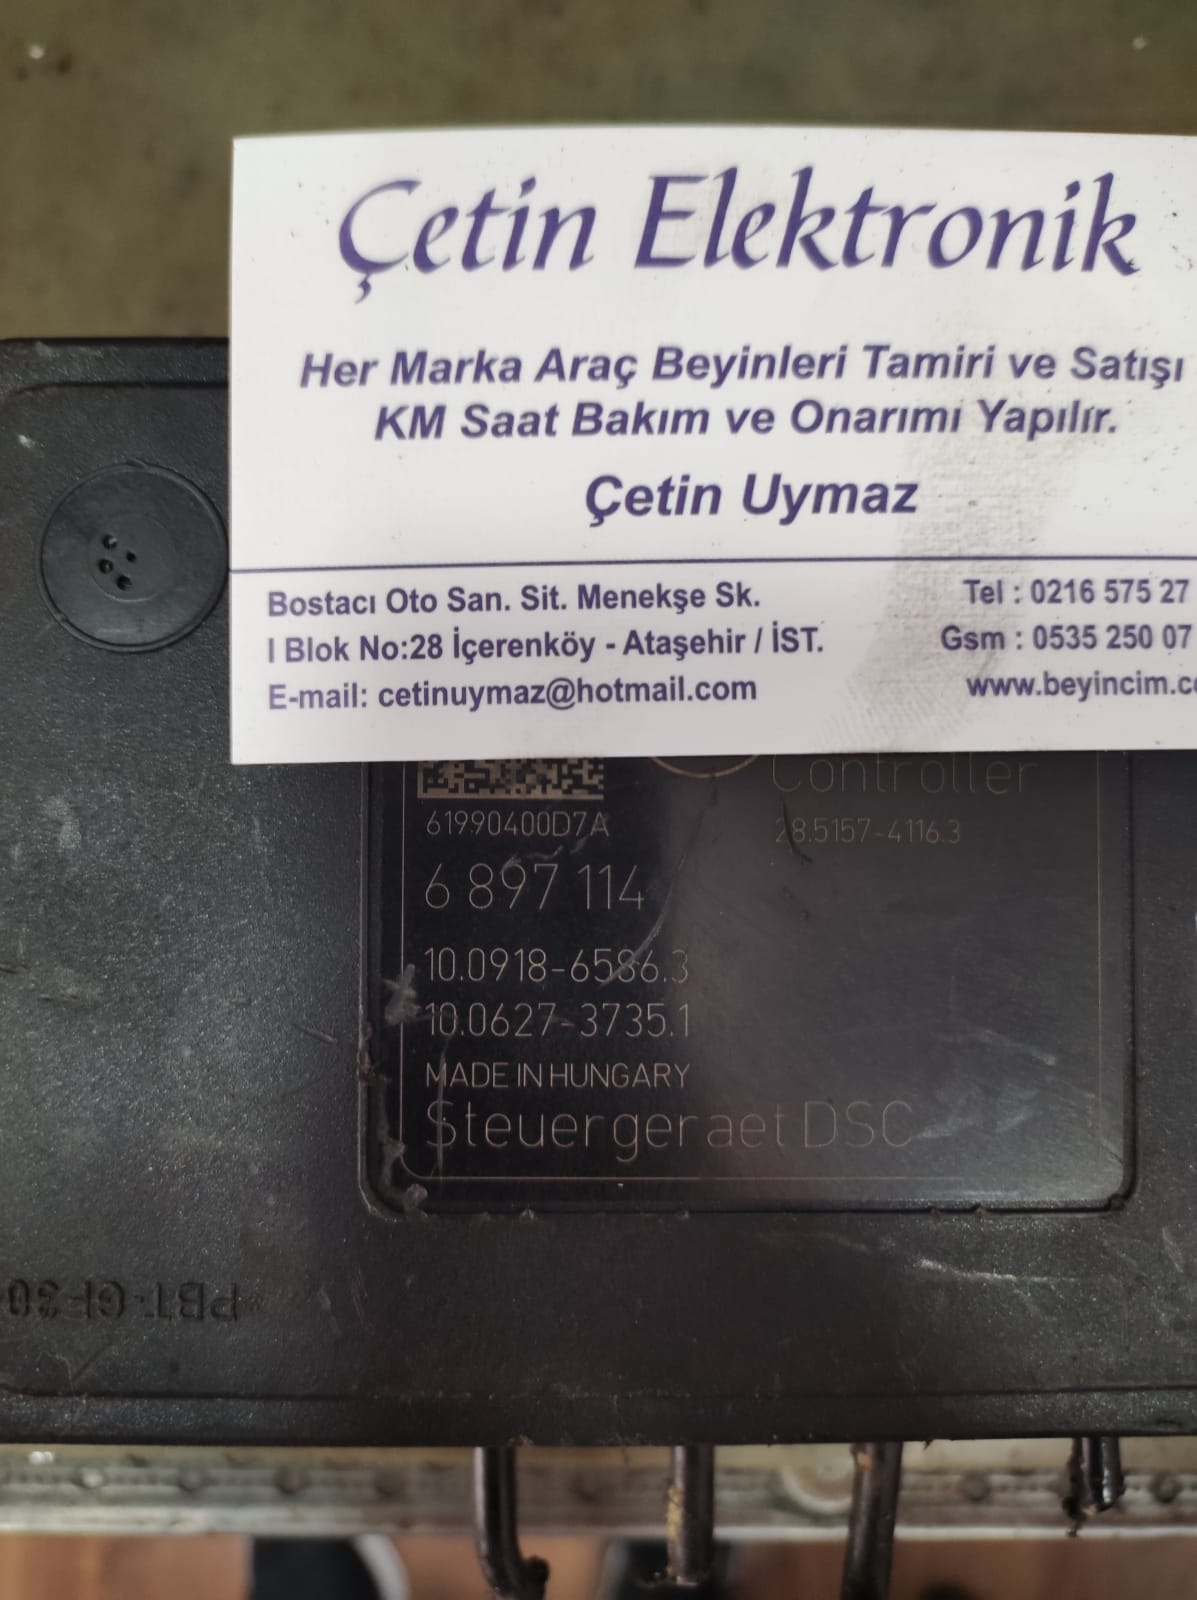 Çetin Elektronik
Her Marka Araç Beyinleri Tamiri ve Satışı
KM Saat Bakım ve Onarımı Yapılır.
Çetin Uymaz
Bostacı Oto San. Sit. Menekşe Sk.
I Blok No:28 İçerenköy - Ataşehir / İST.
E-mail: cetinuymaz@hotmail.com
Tel : 0216 575 27
Gsm : 0535 250 07
www.beyincim.co
Controller
61990400D7A
28.5157-4116.3
6 897 114
10.0918-6586.3
10.0627-3735.1
MADE IN HUNGARY
Steuergeraet DSC
PBT-GF30